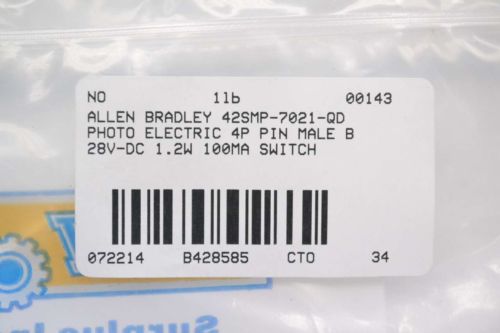 NO 11b 00143
ALLEN BRADLEY 42SMP-7021-QD
PHOTO ELECTRIC 4P PIN MALE B
28V-DC 1.2W 100MA SWITCH
072214 B428585 CTO 34
Surplus